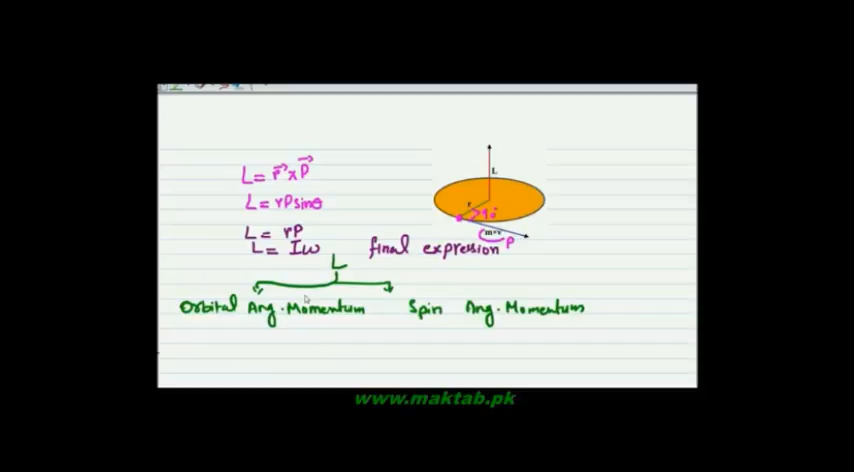 L = r⃗ × P⃗
L = rPsinθ
L = rP
L = Iω final expression
L
r
90°
m*v
P
L
Orbital Ang. Momentum Spin Ang. Momentum
www.maktab.pk